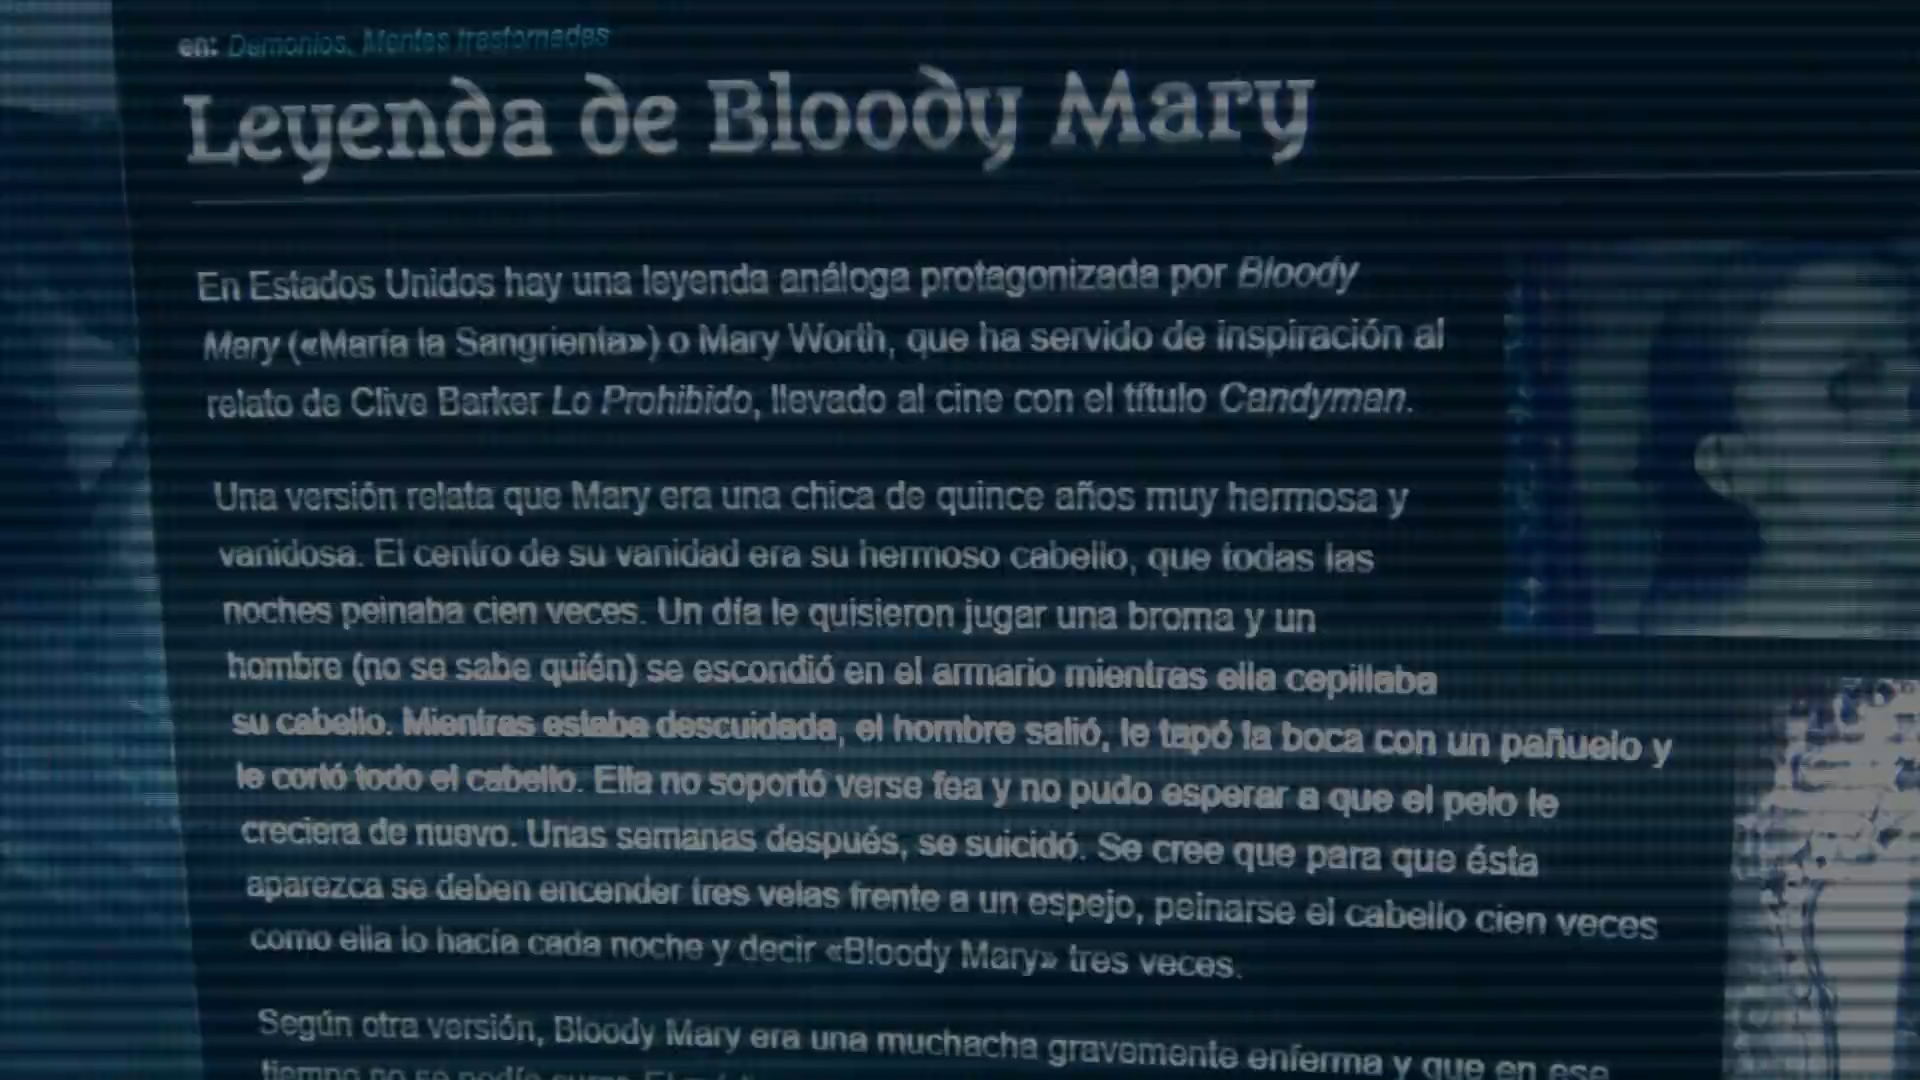 en: Demonios, Mentes trastornadas
Leyenda de Bloody Mary
En Estados Unidos hay una leyenda análoga protagonizada por Bloody
Mary («María la Sangrienta») o Mary Worth, que ha servido de inspiración al
relato de Clive Barker Lo Prohibido, llevado al cine con el título Candyman.
Una versión relata que Mary era una chica de quince años muy hermosa y
vanidosa. El centro de su vanidad era su hermoso cabello, que todas las
noches peinaba cien veces. Un día le quisieron jugar una broma y un
hombre (no se sabe quién) se escondió en el armario mientras ella cepillaba
su cabello. Mientras estaba descuidada, el hombre salió, le tapó la boca con un pañuelo y
le cortó todo el cabello. Ella no soportó verse fea y no pudo esperar a que el pelo le
creciera de nuevo. Unas semanas después, se suicidó. Se cree que para que ésta
aparezca se deben encender tres velas frente a un espejo, peinarse el cabello cien veces
como ella lo hacía cada noche y decir «Bloody Mary» tres veces.
Según otra versión, Bloody Mary era una muchacha gravemente enferma y que en ese
tiempo no se podía